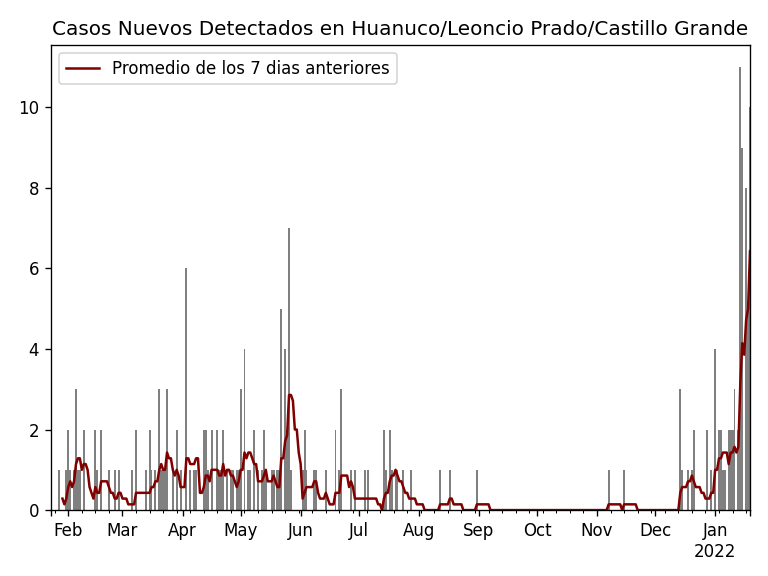 Casos Nuevos Detectados en Huanuco/Leoncio Prado/Castillo Grande
Promedio de los 7 dias anteriores
10
8
6
4
2
0
Feb Mar Apr May Jun Jul Aug Sep Oct Nov Dec Jan
2022